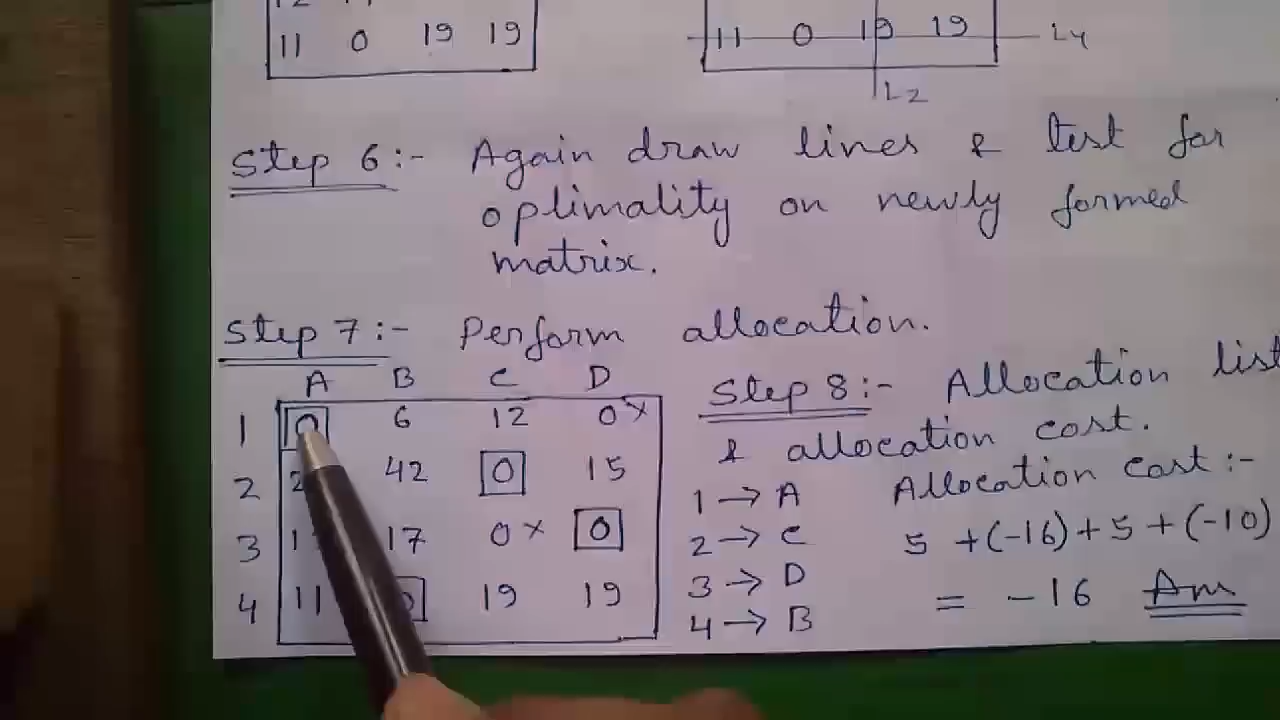 11 0 19 19
11 0 19 19 L4
L2
Step 6:- Again draw lines & test for
optimality on newly formed
matrix.
Step 7:- Perform allocation.
A B C D
1 0 6 12 0 x
2 42 0 15
3 17 0 x 0
4 11 0 19 19
Step 8:- Allocation list
& allocation cost.
1 → A
2 → C
3 → D
4 → B
Allocation cost:-
5 + (-16) + 5 + (-10)
= -16 Ans